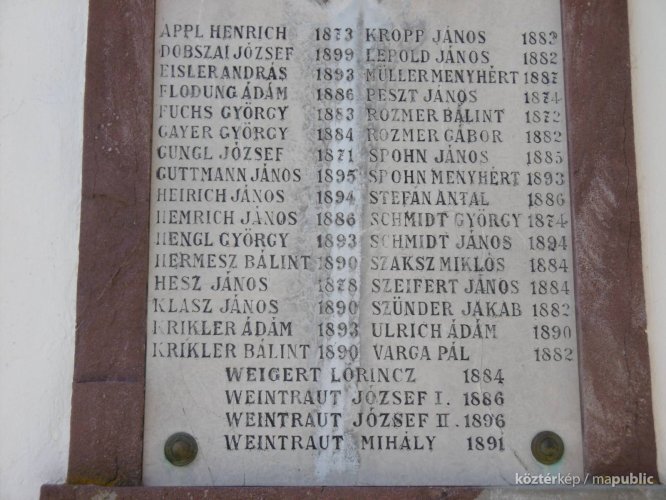 APPL HENRICH 1873 KROPP JÁNOS 1883
DOBSZAI JÓZSEF 1899 LEPOLD JÁNOS 1882
EISLER ANDRÁS 1893 MÜLLER MENYHÉRT 1887
FLODUNG ÁDÁM 1886 PESZT JÁNOS 1874
FUCHS GYÖRGY 1883 ROZMER BÁLINT 1872
GAYER GYÖRGY 1884 ROZMER GÁBOR 1882
GUNGL JÓZSEF 1871 SPOHN JÁNOS 1885
GUTTMANN JÁNOS 1895 SPOHN MENYHÉRT 1893
HEIRICH JÁNOS 1894 STEFÁN ANTAL 1886
HEMRICH JÁNOS 1886 SCHMIDT GYÖRGY 1874
HENGL GYÖRGY 1893 SCHMIDT JÁNOS 1894
HERMESZ BÁLINT 1890 SZAKSZ MIKLÓS 1884
HESZ JÁNOS 1878 SZEIFERT JÁNOS 1884
KLASZ JÁNOS 1890 SZÜNDER JAKAB 1882
KRIKLER ÁDÁM 1893 ULRICH ÁDÁM 1890
KRIKLER BÁLINT 1890 VARGA PÁL 1882
WEIGERT LŐRINCZ 1884
WEINTRAUT JÓZSEF I. 1886
WEINTRAUT JÓZSEF II. 1896
WEINTRAUT MIHÁLY 1891
köztérkép / mapublic